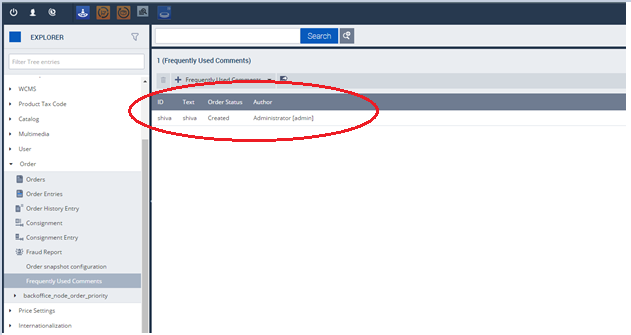 EXPLORER
Search
Filter Tree entries
1 (Frequently Used Comments)
WCMS
Frequently Used Comments
Product Tax Code
ID Text Order Status Author
Catalog
shiva shiva Created Administrator [admin]
Multimedia
User
Order
Orders
Order Entries
Order History Entry
Consignment
Consignment Entry
Fraud Report
Order snapshot configuration
Frequently Used Comments
backoffice_node_order_priority
Price Settings
Internationalization